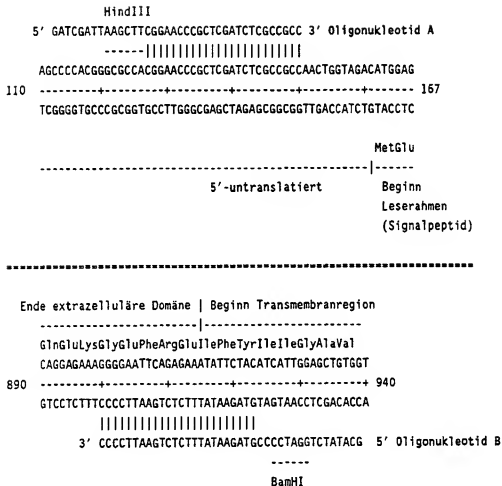 HindIII
5' GATCGATTAAGCTTCGGAACCCGCTCGATCTCGCCGCC 3' Oligonukleotid A
------||||||||||||||||||||||||
AGCCCCACGGGCGCCACGGAACCCGCTCGATCTCGCCGCCAACTGGTAGACATGGAG
110 ---------+---------+---------+---------+---------+------- 167
TCGGGGTGCCCGCGGTGCCTTGGGCGAGCTAGAGCGGCGGTTGACCATCTGTACCTC
MetGlu
--------------------------------------------------|------
5'-untranslatiert Beginn
Leserahmen
(Signalpeptid)
Ende extrazelluläre Domäne | Beginn Transmembranregion
------------------------|-------------------------
GlnGluLysGlyGluPheArgGluIlePheTyrIleIleGlyAlaVal
CAGGAGAAAGGGGAATTCAGAGAAATATTCTACATCATTGGAGCTGTGGT
890 ---------+---------+---------+---------+---------+ 940
GTCCTCTTTCCCCTTAAGTCTCTTTATAAGATGTAGTAACCTCGACACCA
||||||||||||||||||||||||
3' CCCCTTAAGTCTCTTTATAAGATGCCCCTAGGTCTATACG 5' Oligonukleotid B
------
BamHI